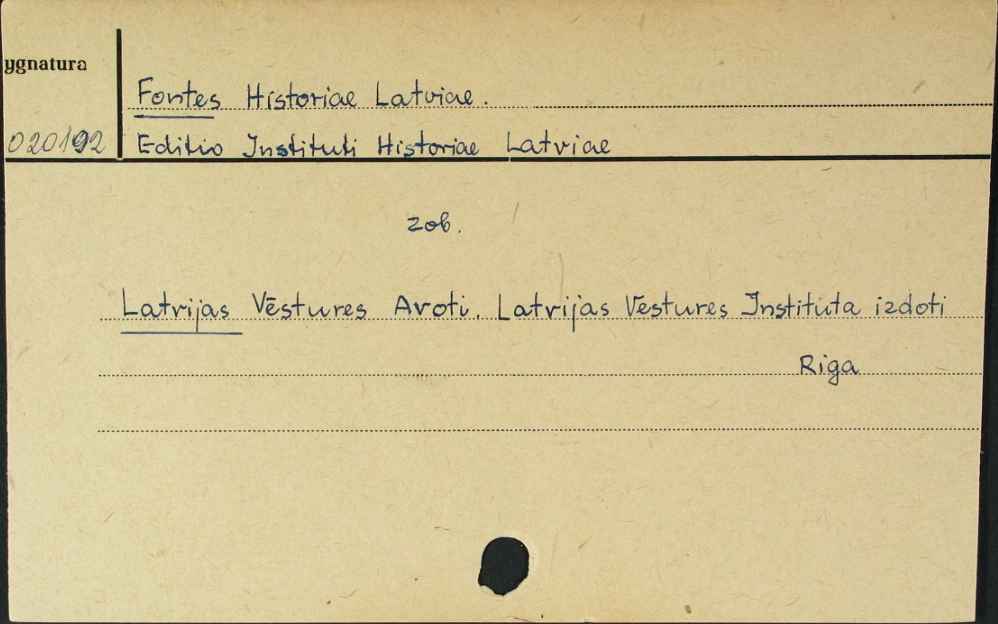 ygnatura
Fontes Historiae Latviae.
020192 Editio Instituti Historiae Latviae
zob.
Latvijas Vēstures Avoti. Latvijas Vēstures Instituta izdoti
Riga